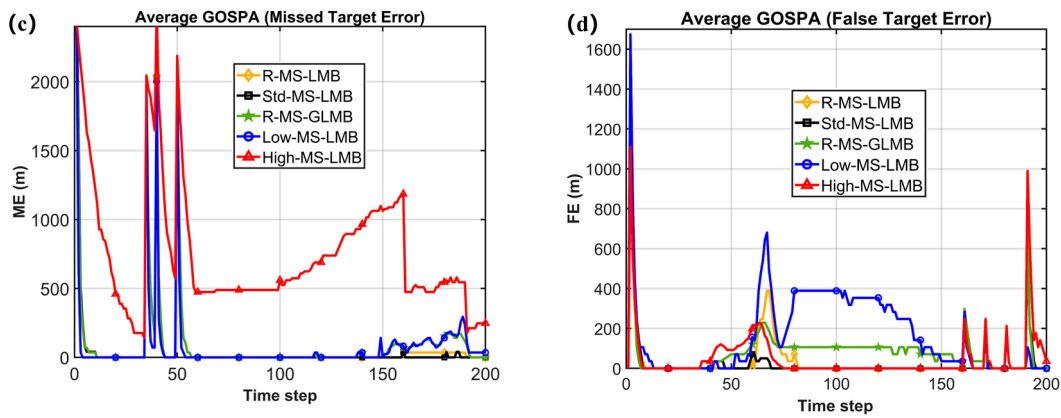 (c)
Average GOSPA (Missed Target Error)
ME (m)
2000
1500
1000
500
0
R-MS-LMB
Std-MS-LMB
R-MS-GLMB
Low-MS-LMB
High-MS-LMB
0
50
100
150
200
Time step
(d)
Average GOSPA (False Target Error)
FE (m)
1600
1400
1200
1000
800
600
400
200
0
R-MS-LMB
Std-MS-LMB
R-MS-GLMB
Low-MS-LMB
High-MS-LMB
0
50
100
150
200
Time step